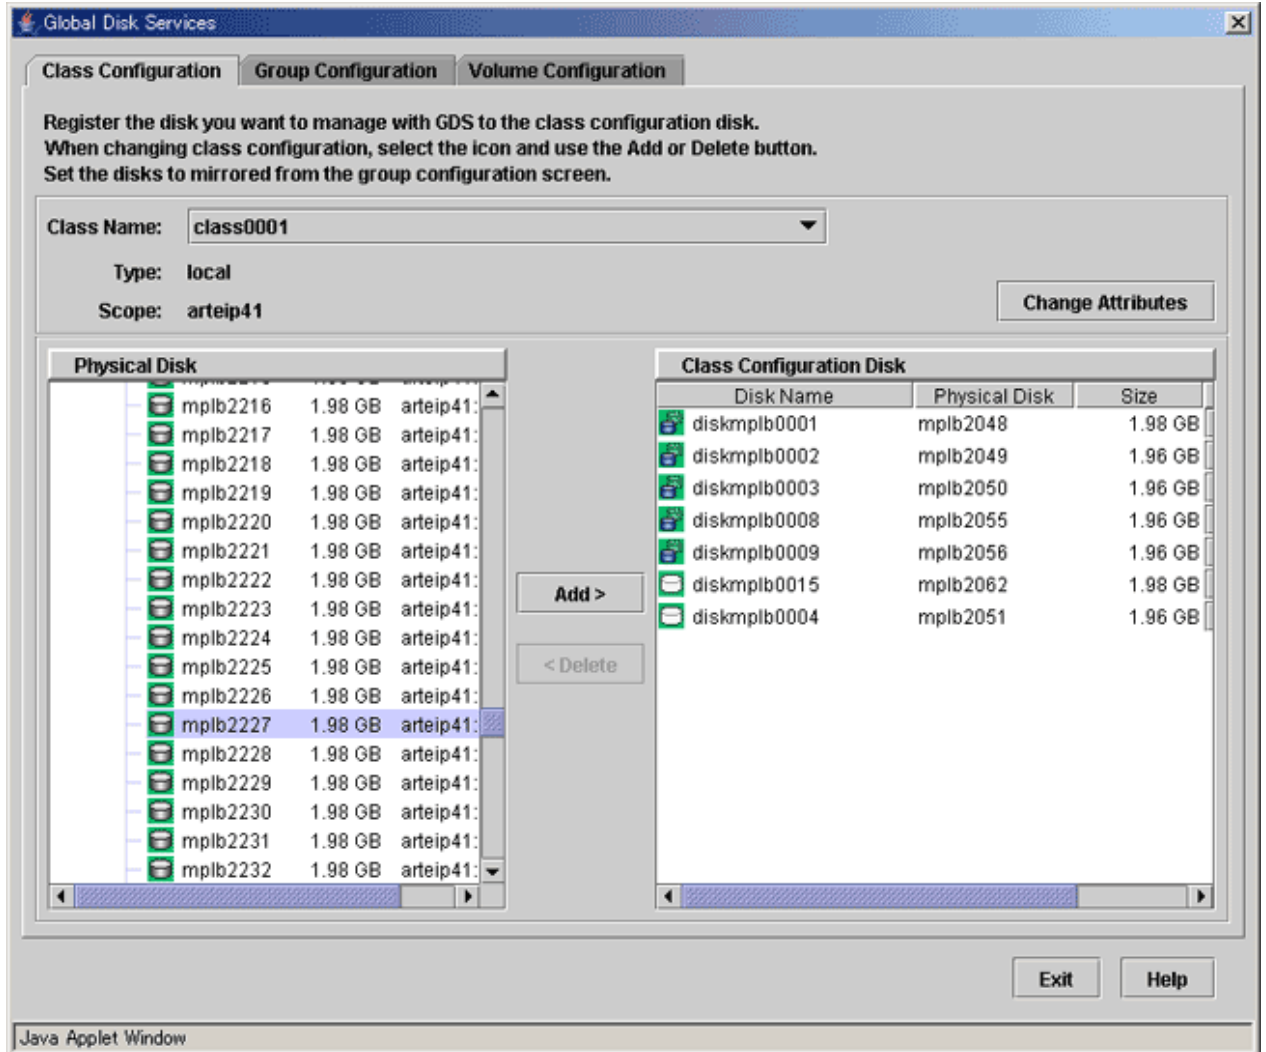 Global Disk Services
Class Configuration Group Configuration Volume Configuration
Register the disk you want to manage with GDS to the class configuration disk.
When changing class configuration, select the icon and use the Add or Delete button.
Set the disks to mirrored from the group configuration screen.
Class Name: class0001
Type: local
Scope: arteip41
Change Attributes
Physical Disk
mplb2216 1.98 GB arteip41:
mplb2217 1.98 GB arteip41:
mplb2218 1.98 GB arteip41:
mplb2219 1.98 GB arteip41:
mplb2220 1.98 GB arteip41:
mplb2221 1.98 GB arteip41:
mplb2222 1.98 GB arteip41:
mplb2223 1.98 GB arteip41:
mplb2224 1.98 GB arteip41:
mplb2225 1.98 GB arteip41:
mplb2226 1.98 GB arteip41:
mplb2227 1.98 GB arteip41:
mplb2228 1.98 GB arteip41:
mplb2229 1.98 GB arteip41:
mplb2230 1.98 GB arteip41:
mplb2231 1.98 GB arteip41:
mplb2232 1.98 GB arteip41:
Add >
< Delete
Class Configuration Disk
Disk Name Physical Disk Size
diskmplb0001 mplb2048 1.98 GB
diskmplb0002 mplb2049 1.96 GB
diskmplb0003 mplb2050 1.96 GB
diskmplb0008 mplb2055 1.96 GB
diskmplb0009 mplb2056 1.96 GB
diskmplb0015 mplb2062 1.98 GB
diskmplb0004 mplb2051 1.96 GB
Exit Help
Java Applet Window